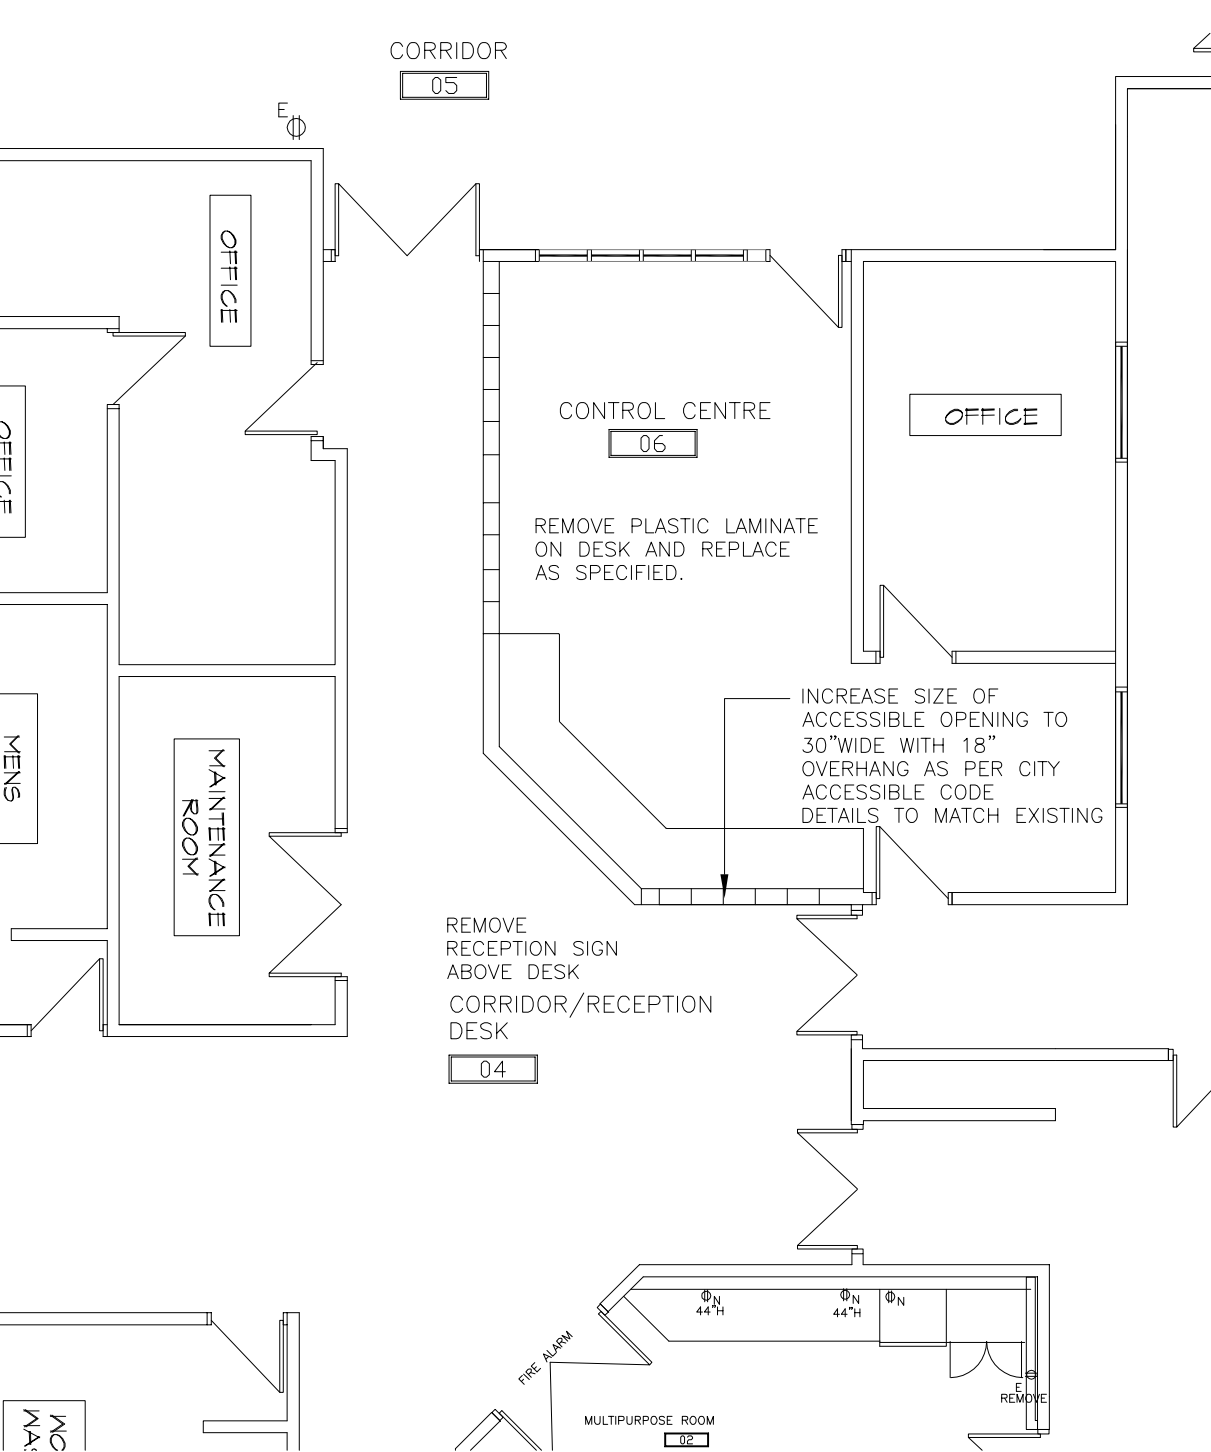 CORRIDOR
05
E
OFFICE
OFFICE
CONTROL CENTRE
06
OFFICE
REMOVE PLASTIC LAMINATE
ON DESK AND REPLACE
AS SPECIFIED.
INCREASE SIZE OF
ACCESSIBLE OPENING TO
30"WIDE WITH 18"
OVERHANG AS PER CITY
ACCESSIBLE CODE
DETAILS TO MATCH EXISTING
MENS
MAINTENANCE
ROOM
REMOVE
RECEPTION SIGN
ABOVE DESK
CORRIDOR/RECEPTION
DESK
04
N
44"H
N
44"H
N
FIRE ALARM
E
REMOVE
MULTIPURPOSE ROOM
02